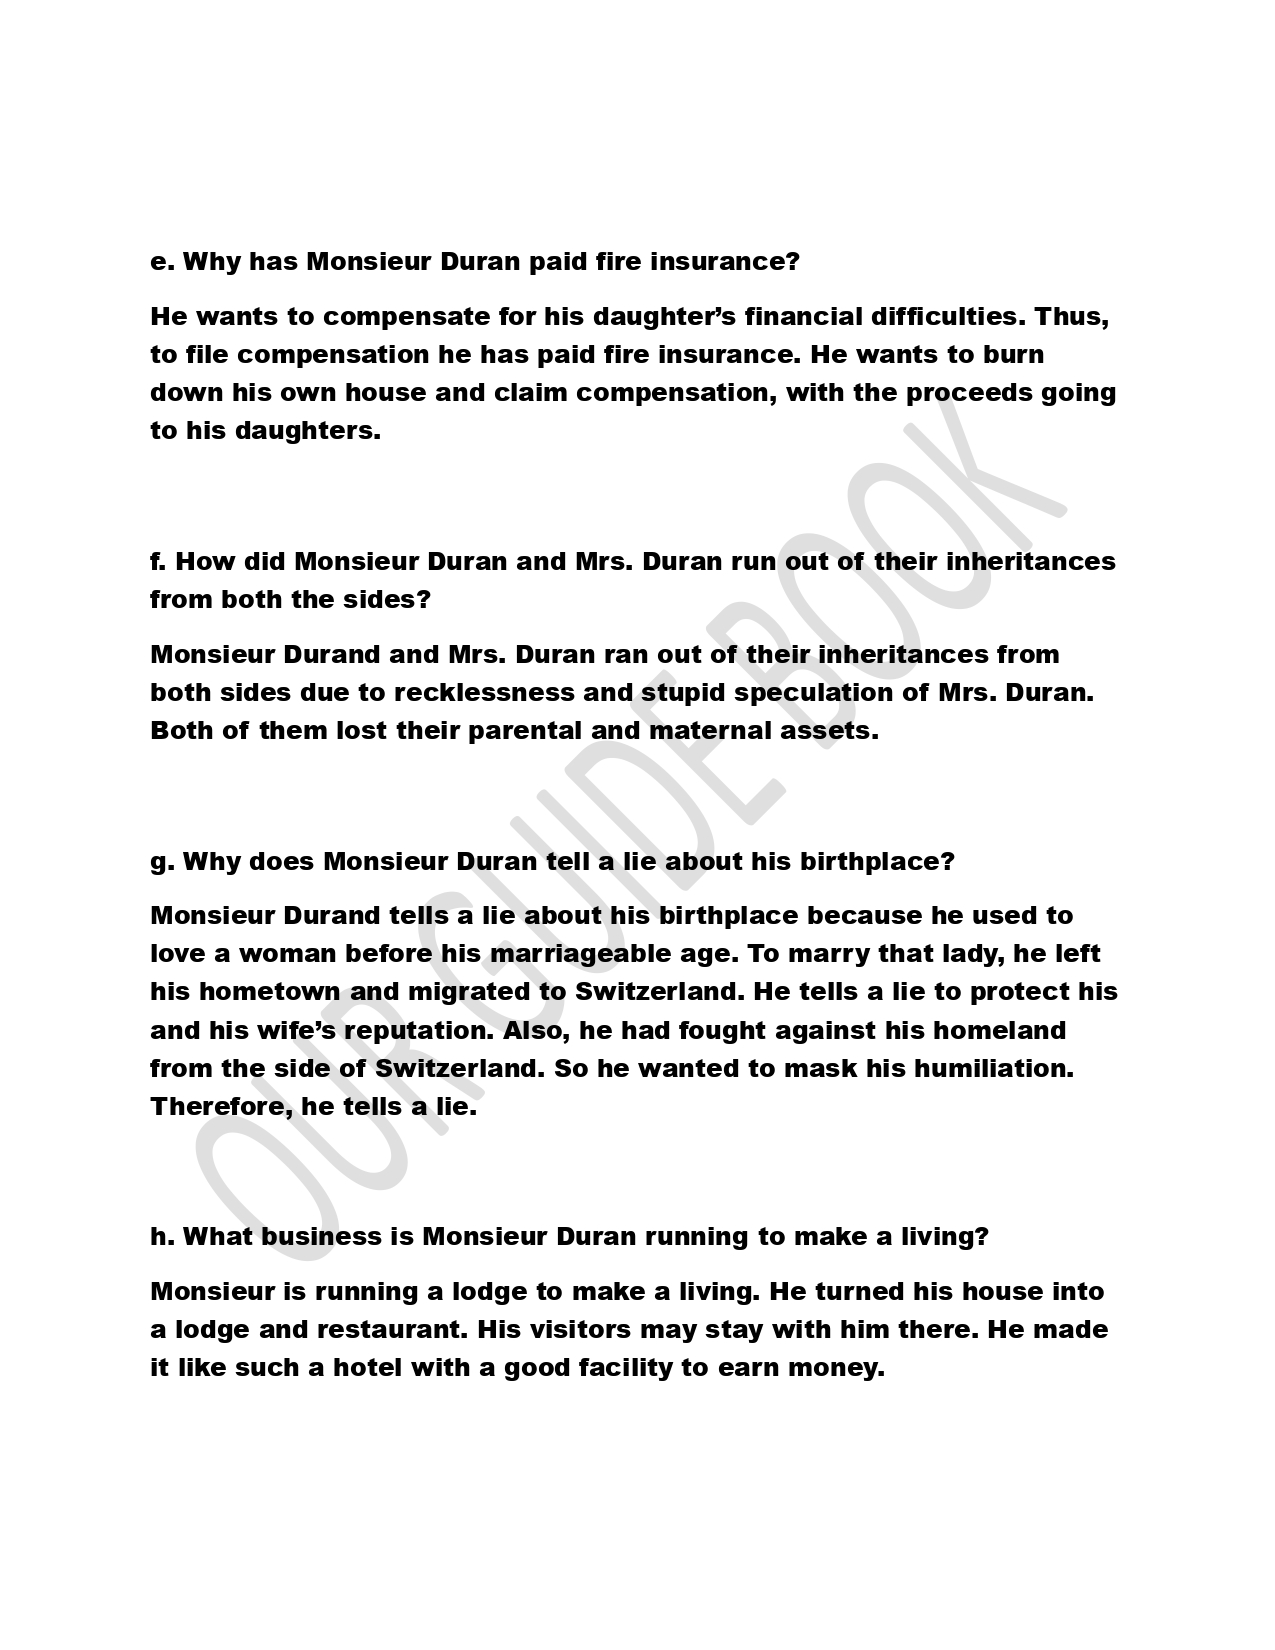 e. Why has Monsieur Duran paid fire insurance?
He wants to compensate for his daughter’s financial difficulties. Thus,
to file compensation he has paid fire insurance. He wants to burn
down his own house and claim compensation, with the proceeds going
to his daughters.
f. How did Monsieur Duran and Mrs. Duran run out of their inheritances
from both the sides?
Monsieur Durand and Mrs. Duran ran out of their inheritances from
both sides due to recklessness and stupid speculation of Mrs. Duran.
Both of them lost their parental and maternal assets.
g. Why does Monsieur Duran tell a lie about his birthplace?
Monsieur Durand tells a lie about his birthplace because he used to
love a woman before his marriageable age. To marry that lady, he left
his hometown and migrated to Switzerland. He tells a lie to protect his
and his wife’s reputation. Also, he had fought against his homeland
from the side of Switzerland. So he wanted to mask his humiliation.
Therefore, he tells a lie.
h. What business is Monsieur Duran running to make a living?
Monsieur is running a lodge to make a living. He turned his house into
a lodge and restaurant. His visitors may stay with him there. He made
it like such a hotel with a good facility to earn money.
OUR GUIDE BOOK